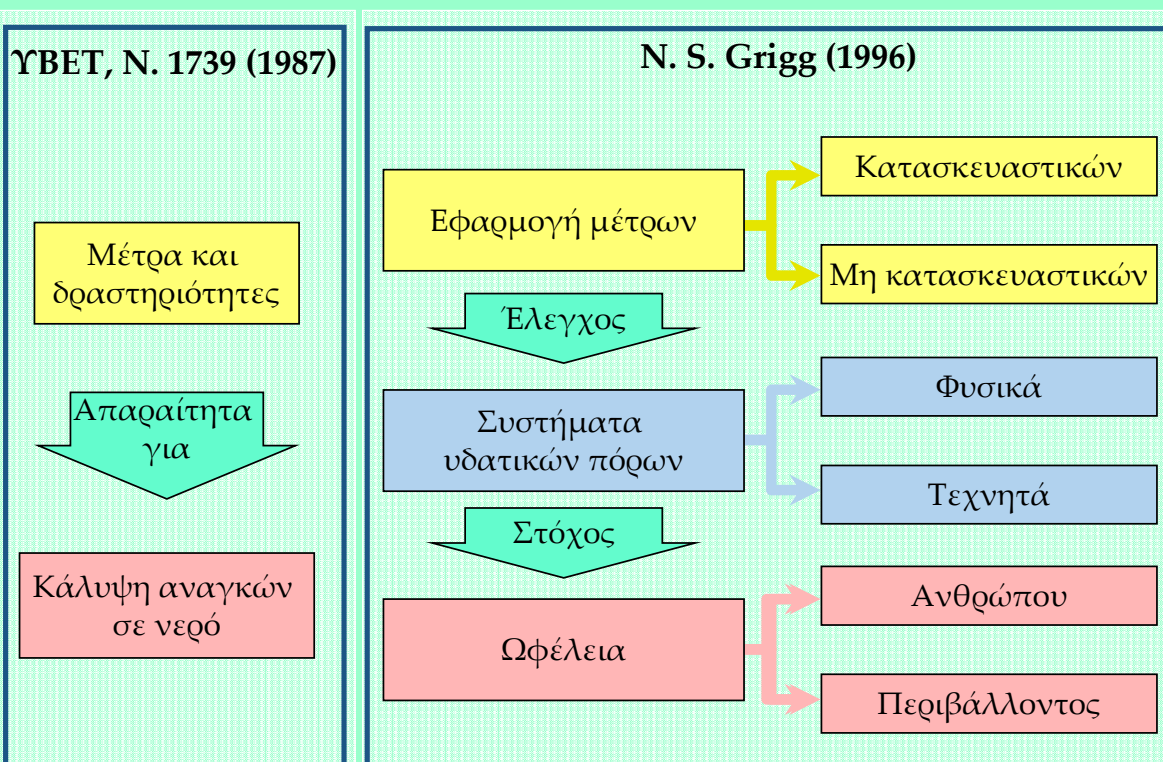 ΥΒΕΤ, Ν. 1739 (1987)
Μέτρα και
δραστηριότητες
Απαραίτητα
για
Κάλυψη αναγκών
σε νερό
N. S. Grigg (1996)
Εφαρμογή μέτρων
Κατασκευαστικών
Μη κατασκευαστικών
Έλεγχος
Συστήματα
υδατικών πόρων
Φυσικά
Τεχνητά
Στόχος
Ωφέλεια
Ανθρώπου
Περιβάλλοντος